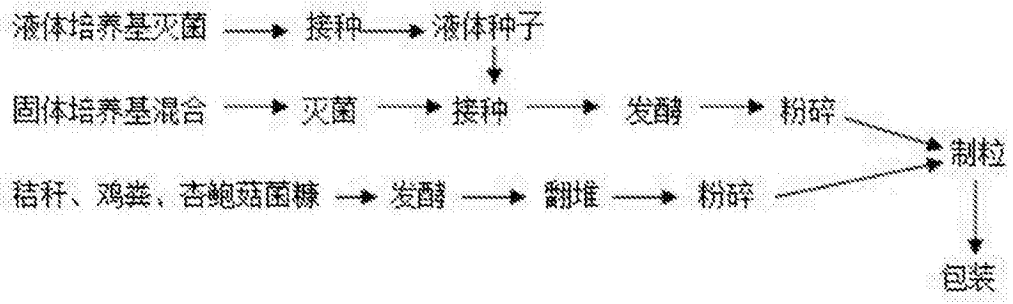 液体培养基灭菌 接种 液体种子
固体培养基混合 灭菌 接种 发酵 粉碎
制粒
秸秆、鸡粪、杏鲍菇菌糠 发酵 翻堆 粉碎
包装